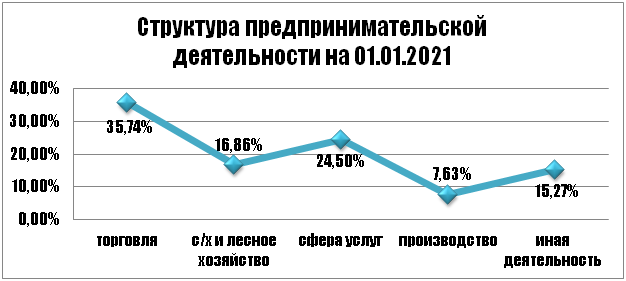 Структура предпринимательской
деятельности на 01.01.2021
40,00%
30,00%
20,00%
10,00%
0,00%
35,74%
16,86%
24,50%
7,63%
15,27%
торговля
с/х и лесное
хозяйство
сфера услуг
производство
иная
деятельность